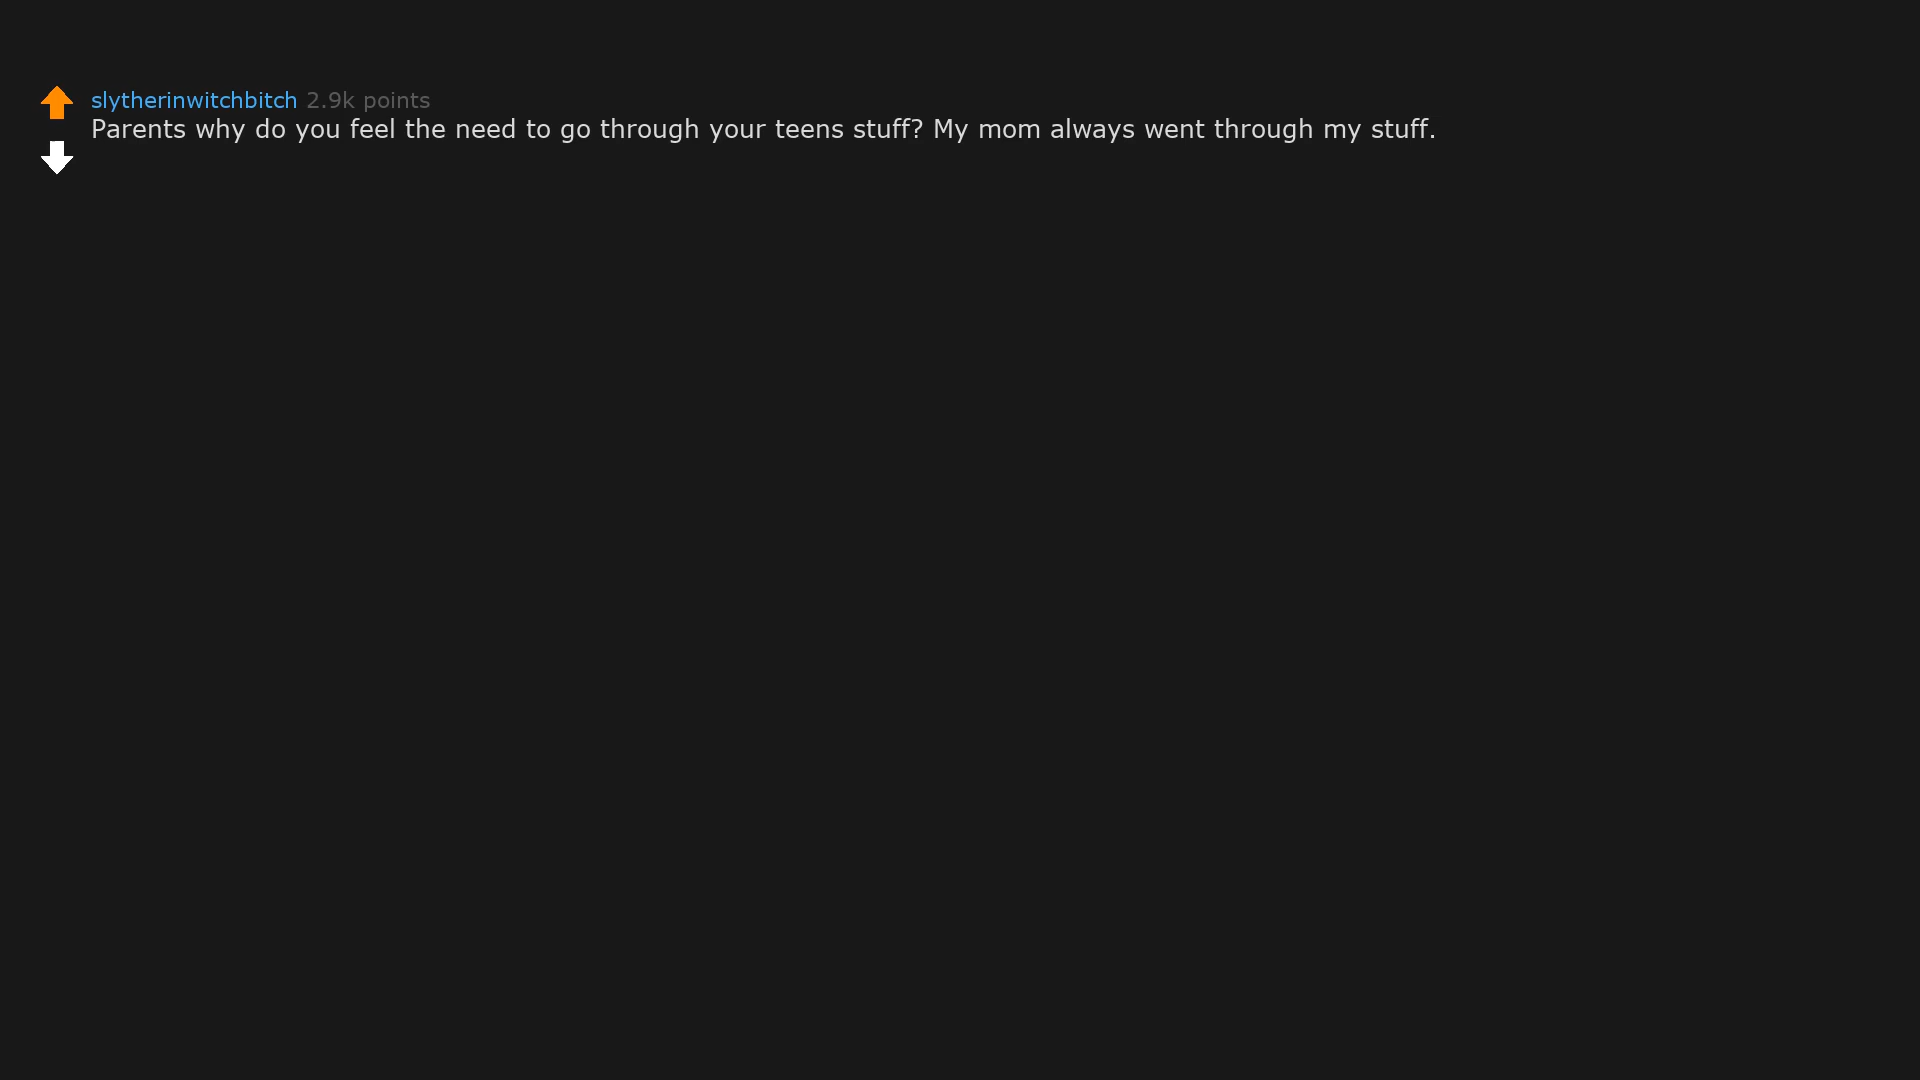 slytherinwitchbitch 2.9k points
Parents why do you feel the need to go through your teens stuff? My mom always went through my stuff.